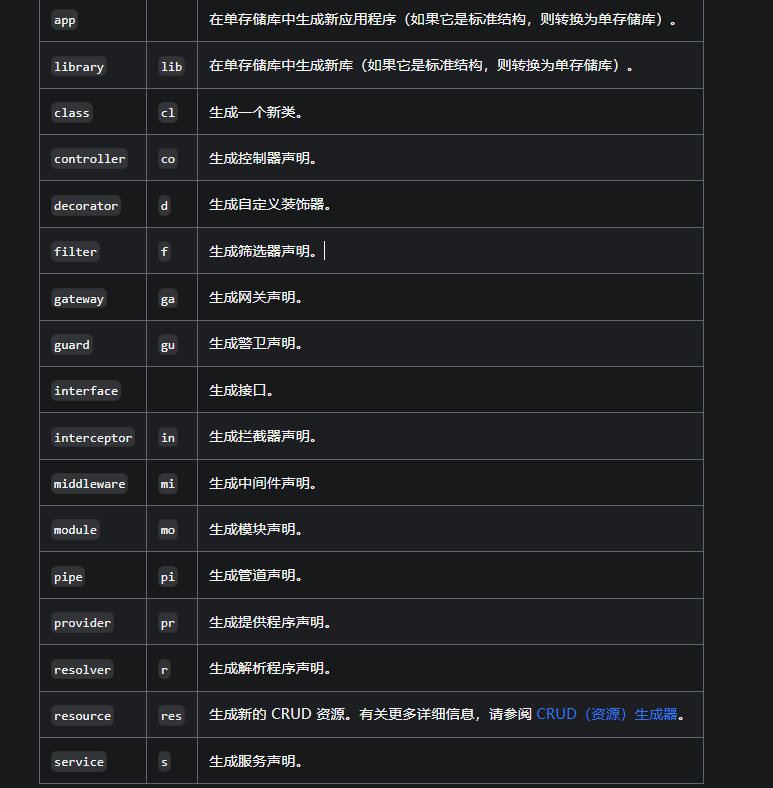 app 在单存储库中生成新应用程序（如果它是标准结构，则转换为单存储库）。
library lib 在单存储库中生成新库（如果它是标准结构，则转换为单存储库）。
class cl 生成一个新类。
controller co 生成控制器声明。
decorator d 生成自定义装饰器。
filter f 生成筛选器声明。
gateway ga 生成网关声明。
guard gu 生成警卫声明。
interface 生成接口。
interceptor in 生成拦截器声明。
middleware mi 生成中间件声明。
module mo 生成模块声明。
pipe pi 生成管道声明。
provider pr 生成提供程序声明。
resolver r 生成解析程序声明。
resource res 生成新的 CRUD 资源。有关更多详细信息，请参阅 CRUD（资源）生成器。
service s 生成服务声明。